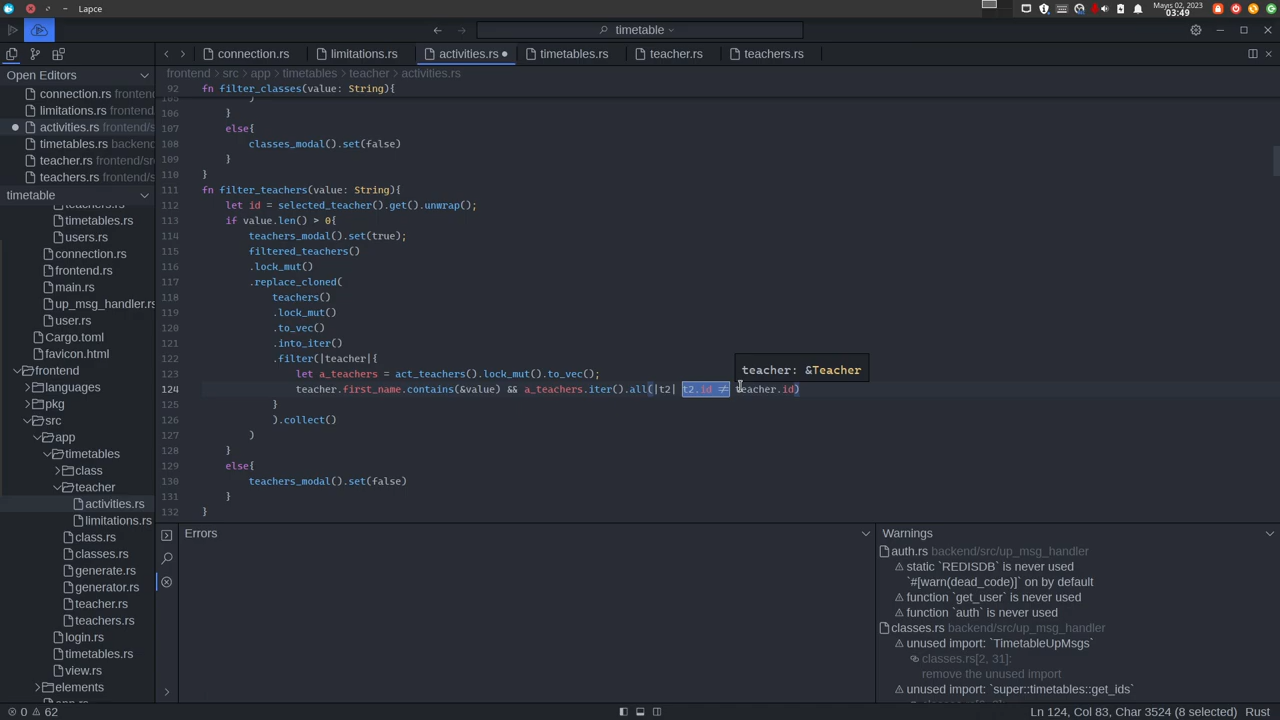 Lapce
Mayıs 02, 2023
03:49
timetable
connection.rs
limitations.rs
activities.rs
timetables.rs
teacher.rs
teachers.rs
Open Editors
connection.rs frontend
limitations.rs frontend
activities.rs frontend/s
timetables.rs backend
teacher.rs frontend/src
teachers.rs frontend/s
timetable
teachers.rs
timetables.rs
users.rs
connection.rs
frontend.rs
main.rs
up_msg_handler.rs
user.rs
Cargo.toml
favicon.html
frontend
languages
pkg
src
app
timetables
class
teacher
activities.rs
limitations.rs
class.rs
classes.rs
generate.rs
generator.rs
teacher.rs
teachers.rs
login.rs
timetables.rs
view.rs
elements
frontend > src > app > timetables > teacher > activities.rs
92 fn filter_classes(value: String){
105 )
106 }
107 else{
108 classes_modal().set(false)
109 }
110 }
111 fn filter_teachers(value: String){
112 let id = selected_teacher().get().unwrap();
113 if value.len() > 0{
114 teachers_modal().set(true);
115 filtered_teachers()
116 .lock_mut()
117 .replace_cloned(
118 teachers()
119 .lock_mut()
120 .to_vec()
121 .into_iter()
122 .filter(|teacher|{
123 let a_teachers = act_teachers().lock_mut().to_vec();
124 teacher.first_name.contains(&value) && a_teachers.iter().all(|t2| t2.id ≠ teacher.id)
125 }
126 ).collect()
127 )
128 }
129 else{
130 teachers_modal().set(false)
131 }
132 }
teacher: &Teacher
Errors
Warnings
auth.rs backend/src/up_msg_handler
static `REDISDB` is never used
`#[warn(dead_code)]` on by default
function `get_user` is never used
function `auth` is never used
classes.rs backend/src/up_msg_handler
unused import: `TimetableUpMsgs`
classes.rs[2, 31]:
remove the unused import
unused import: `super::timetables::get_ids`
0 62
Ln 124, Col 83, Char 3524 (8 selected) Rust